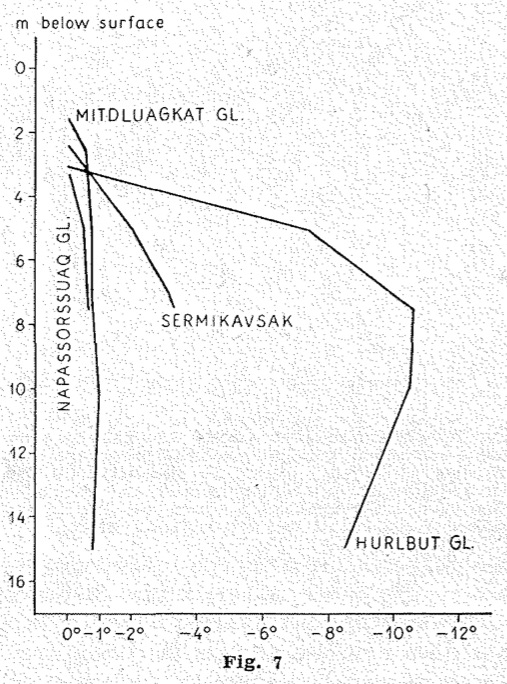 m below surface
0
MITDLUAGKAT GL.
2
4
6
NAPASSORSSUAQ GL.
8
SERMIKAVSAK
10
12
14
HURLBUT GL.
16
0° -1° -2° -4° -6° -8° -10° -12°
Fig. 7